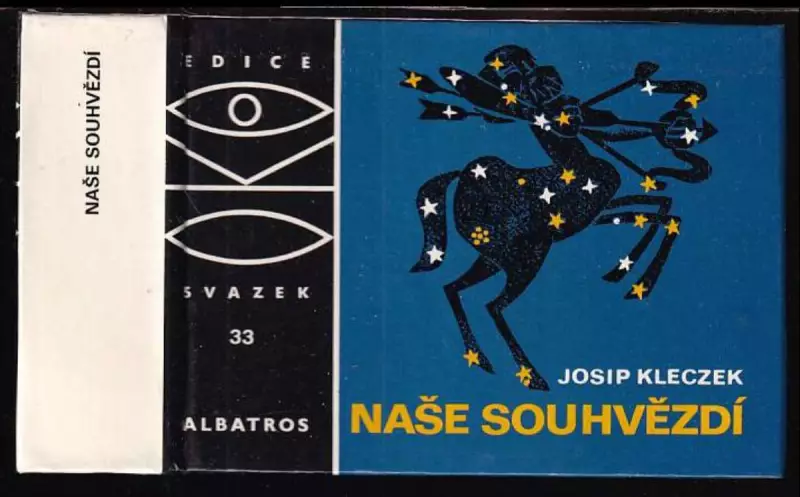 NAŠE SOUHVĚZDÍ
EDICE
SVAZEK
33
ALBATROS
JOSIP KLECZEK
NAŠE SOUHVĚZDÍ